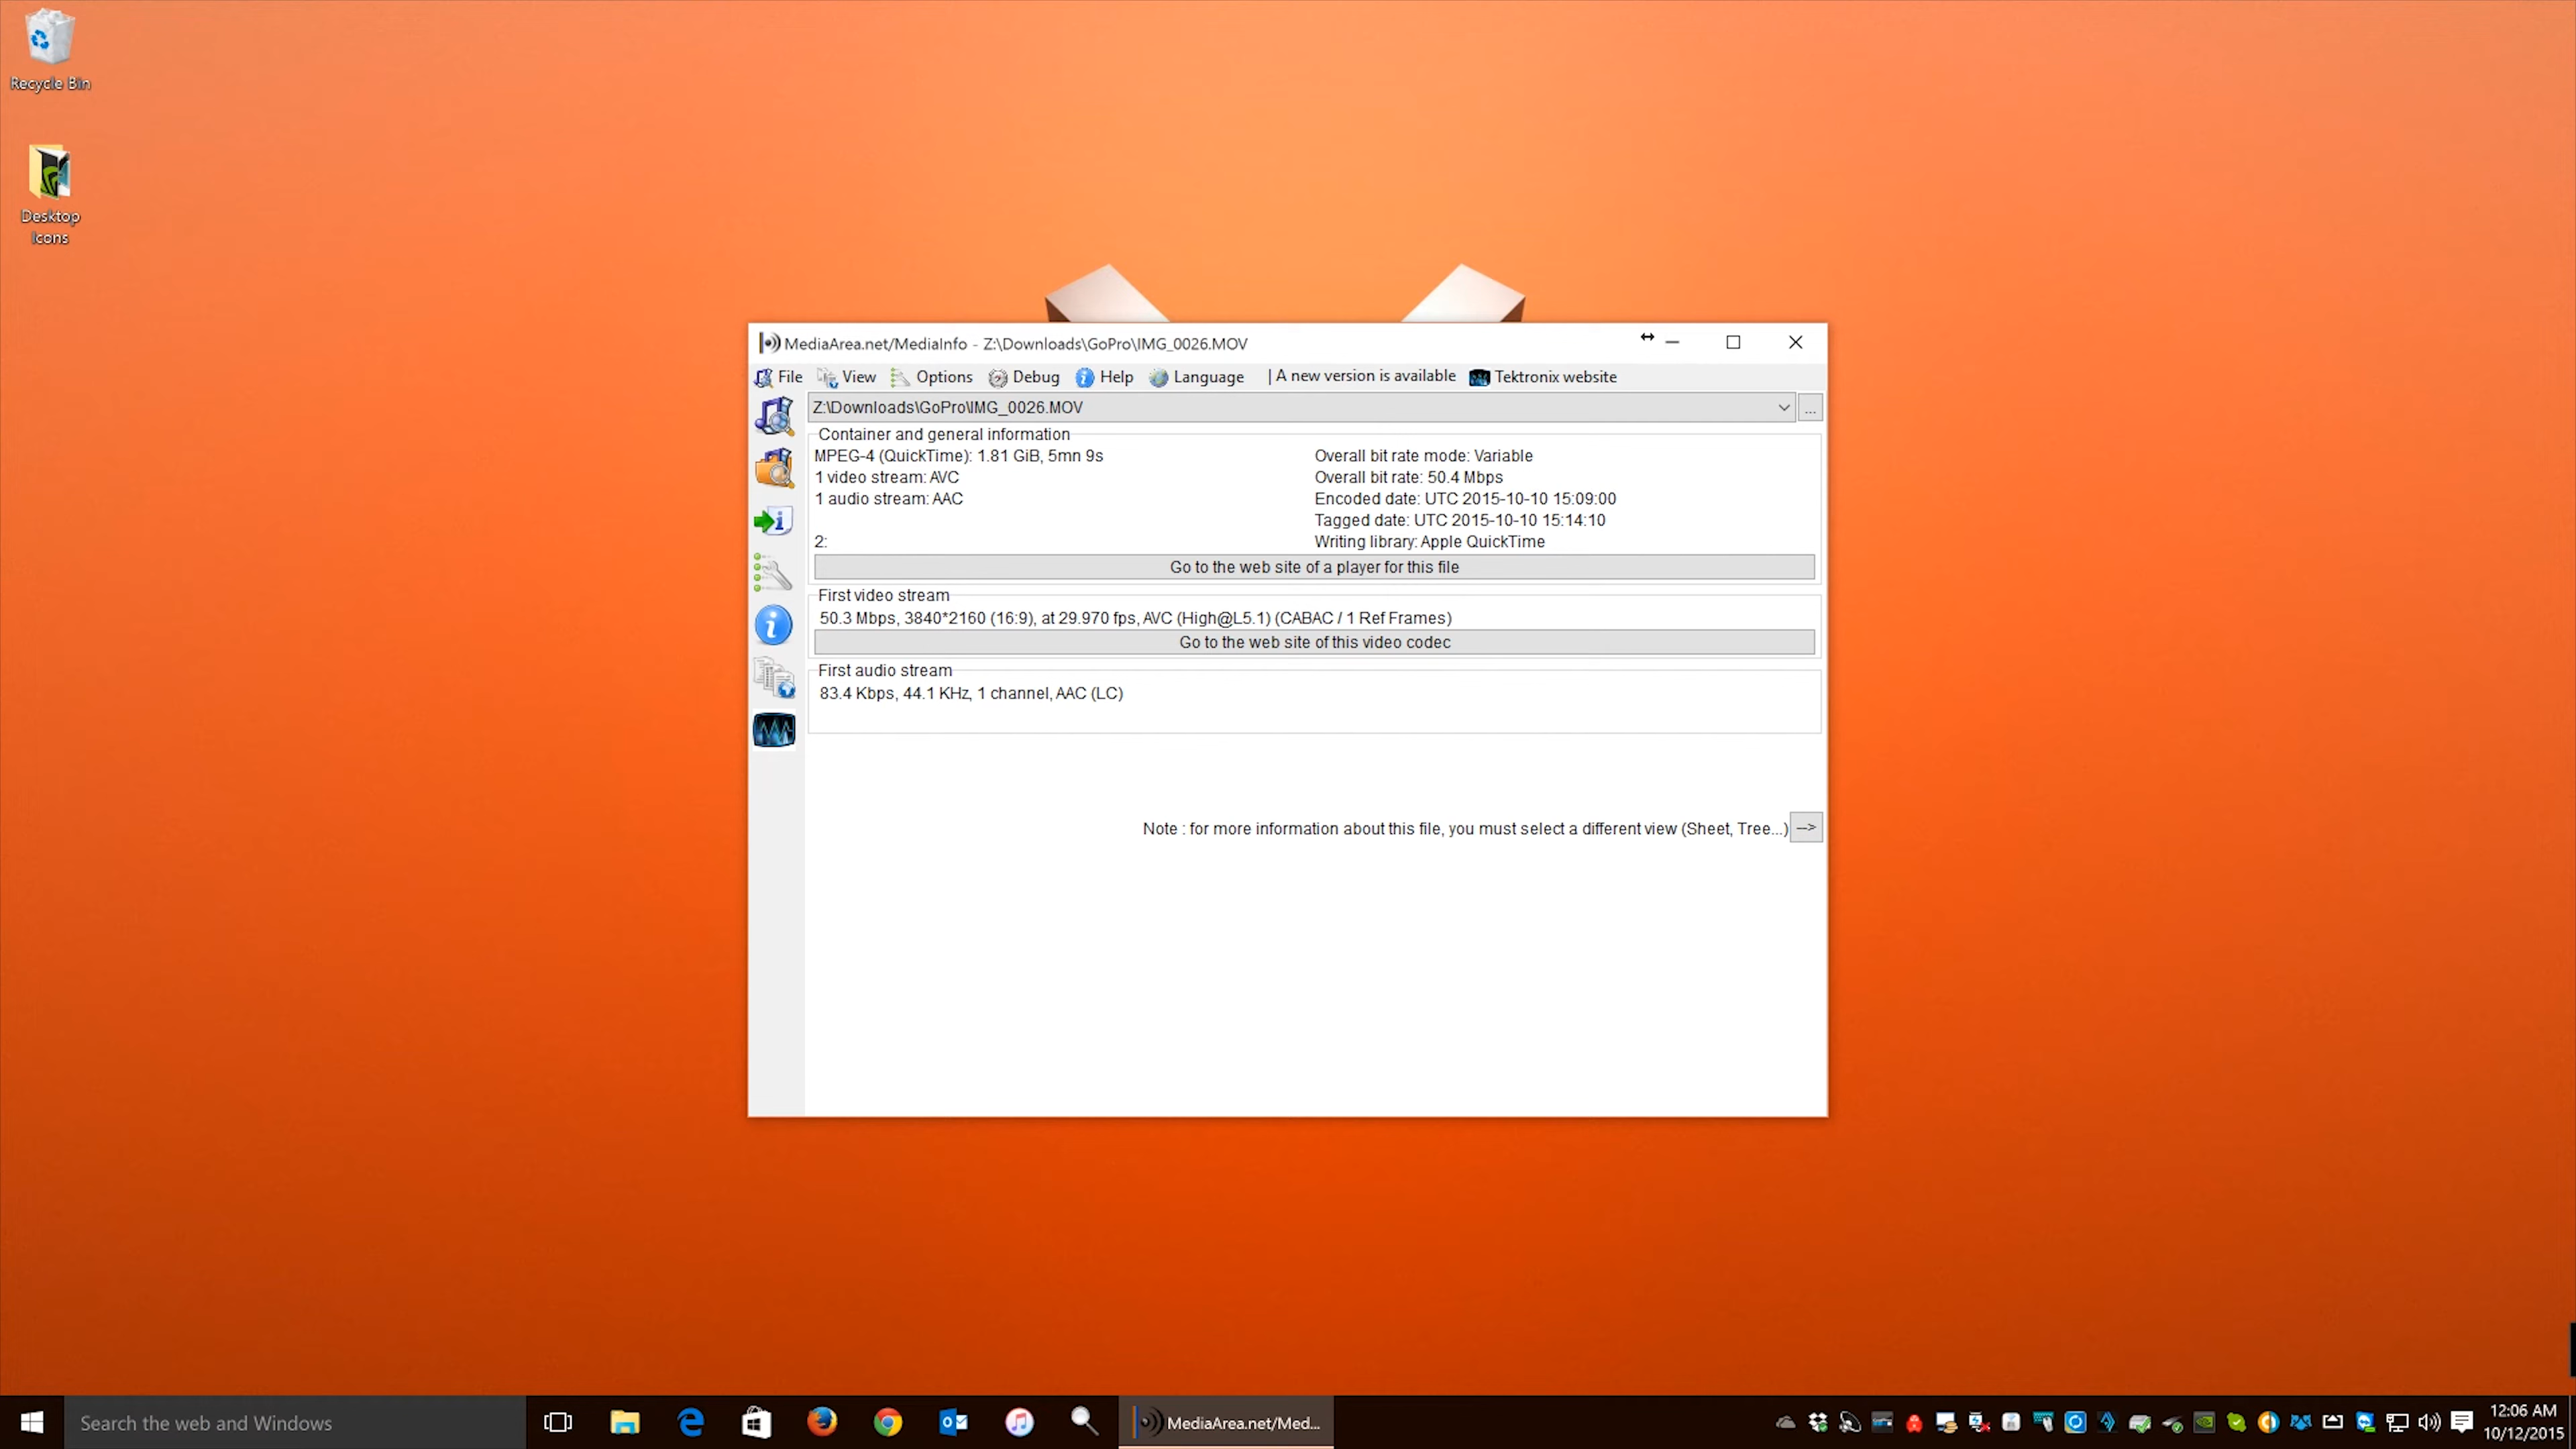 Recycle Bin
Desktop
Icons
MediaArea.net/MediaInfo - Z:\Downloads\GoPro\IMG_0026.MOV
File View Options Debug Help Language | A new version is available Tektronix website
Z:\Downloads\GoPro\IMG_0026.MOV
...
Container and general information
MPEG-4 (QuickTime): 1.81 GiB, 5mn 9s
1 video stream: AVC
1 audio stream: AAC
2:
Overall bit rate mode: Variable
Overall bit rate: 50.4 Mbps
Encoded date: UTC 2015-10-10 15:09:00
Tagged date: UTC 2015-10-10 15:14:10
Writing library: Apple QuickTime
Go to the web site of a player for this file
First video stream
50.3 Mbps, 3840*2160 (16:9), at 29.970 fps, AVC (High@L5.1) (CABAC / 1 Ref Frames)
Go to the web site of this video codec
First audio stream
83.4 Kbps, 44.1 KHz, 1 channel, AAC (LC)
Note : for more information about this file, you must select a different view (Sheet, Tree...) -->
Search the web and Windows
MediaArea.net/Med...
12:06 AM
10/12/2015